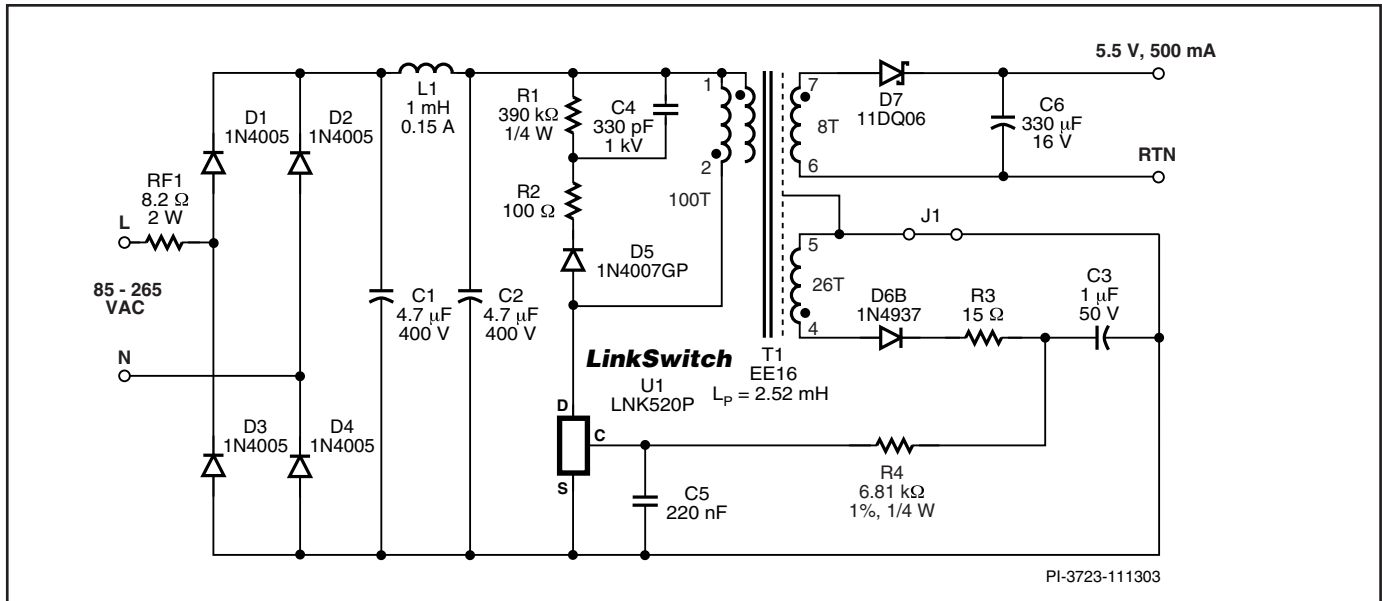 5.5 V, 500 mA
L1
1 mH
0.15 A
D1
1N4005
D2
1N4005
RF1
8.2 Ω
2 W
L
85 - 265
VAC
N
D3
1N4005
D4
1N4005
C1
4.7 µF
400 V
C2
4.7 µF
400 V
R1
390 kΩ
1/4 W
C4
330 pF
1 kV
R2
100 Ω
D5
1N4007GP
1
2
100T
7
8T
6
D7
11DQ06
C6
330 µF
16 V
RTN
J1
5
26T
4
D6B
1N4937
R3
15 Ω
C3
1 µF
50 V
LinkSwitch
U1
LNK520P
T1
EE16
LP = 2.52 mH
D
C
S
C5
220 nF
R4
6.81 kΩ
1%, 1/4 W
PI-3723-111303